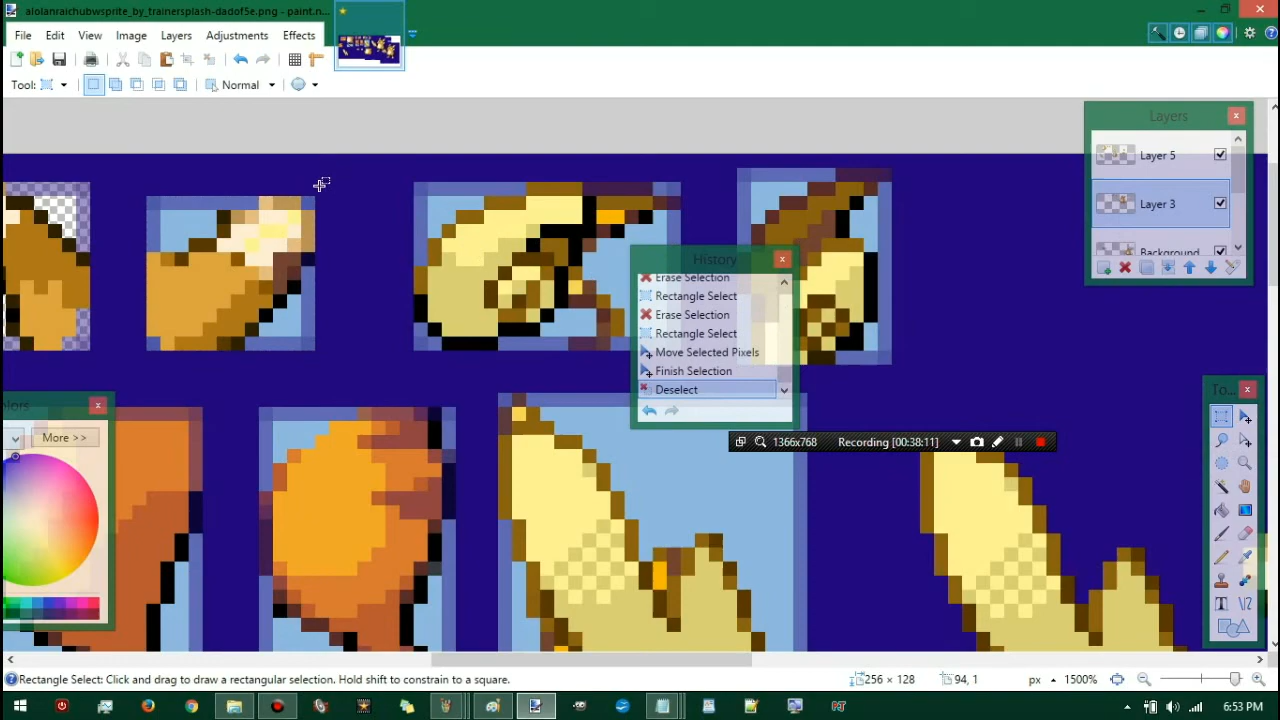 alolanraichubwsprite_by_trainersplash-dadof5e.png - paint.n...
File Edit View Image Layers Adjustments Effects
Tool: Normal
Layers
Layer 5
Layer 3
Background
History
Erase Selection
Rectangle Select
Erase Selection
Rectangle Select
Move Selected Pixels
Finish Selection
Deselect
To...
olors
More >>
1366x768 Recording [00:38:11]
Rectangle Select: Click and drag to draw a rectangular selection. Hold shift to constrain to a square. 256 × 128 94, 1 px 1500%
6:53 PM